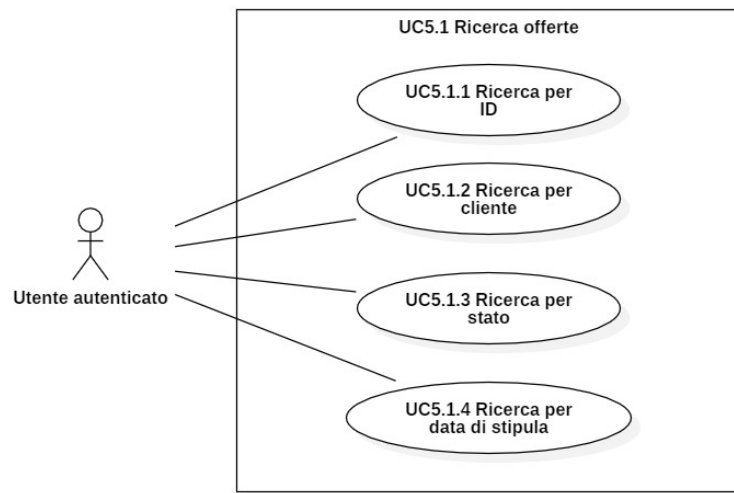 UC5.1 Ricerca offerte
UC5.1.1 Ricerca per
ID
UC5.1.2 Ricerca per
cliente
Utente autenticato
UC5.1.3 Ricerca per
stato
UC5.1.4 Ricerca per
data di stipula